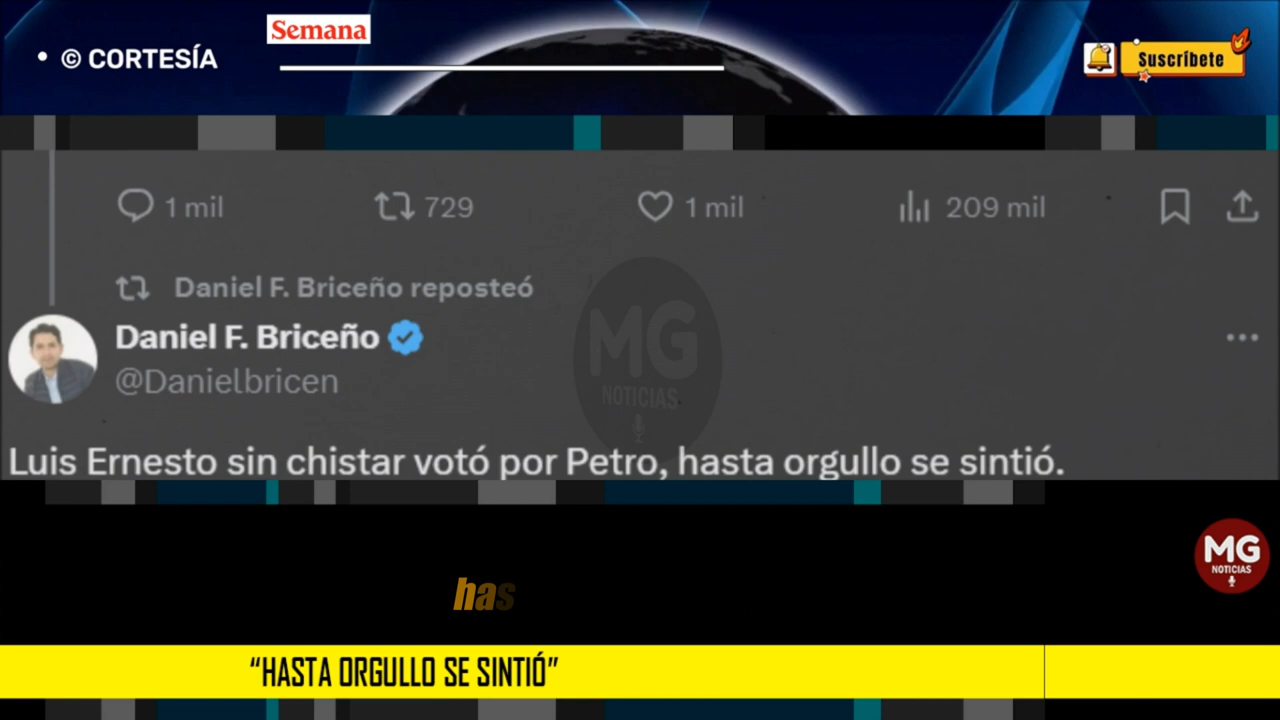 Semana
• © CORTESÍA
Suscríbete
1 mil 729 1 mil 209 mil
Daniel F. Briceño reposteó
Daniel F. Briceño
@Danielbricen
MG
NOTICIAS
Luis Ernesto sin chistar votó por Petro, hasta orgullo se sintió.
MG
NOTICIAS
has
“HASTA ORGULLO SE SINTIÓ”